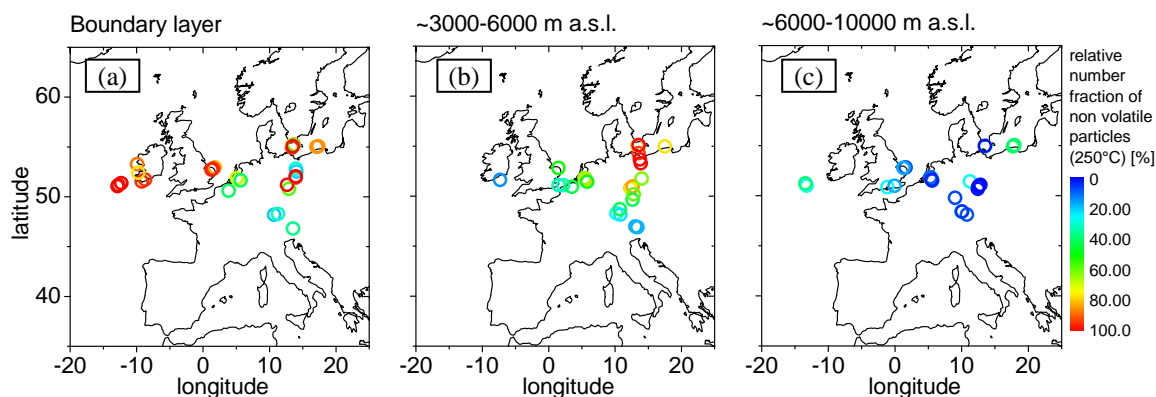 Boundary layer
~3000-6000 m a.s.l.
~6000-10000 m a.s.l.
(a)
(b)
(c)
relative
number
fraction of
non volatile
particles
(250°C) [%]
0
20.00
40.00
60.00
80.00
100.0
latitude
60
50
40
-20 -10 0 10 20
-20 -10 0 10 20
-20 -10 0 10 20
longitude
longitude
longitude